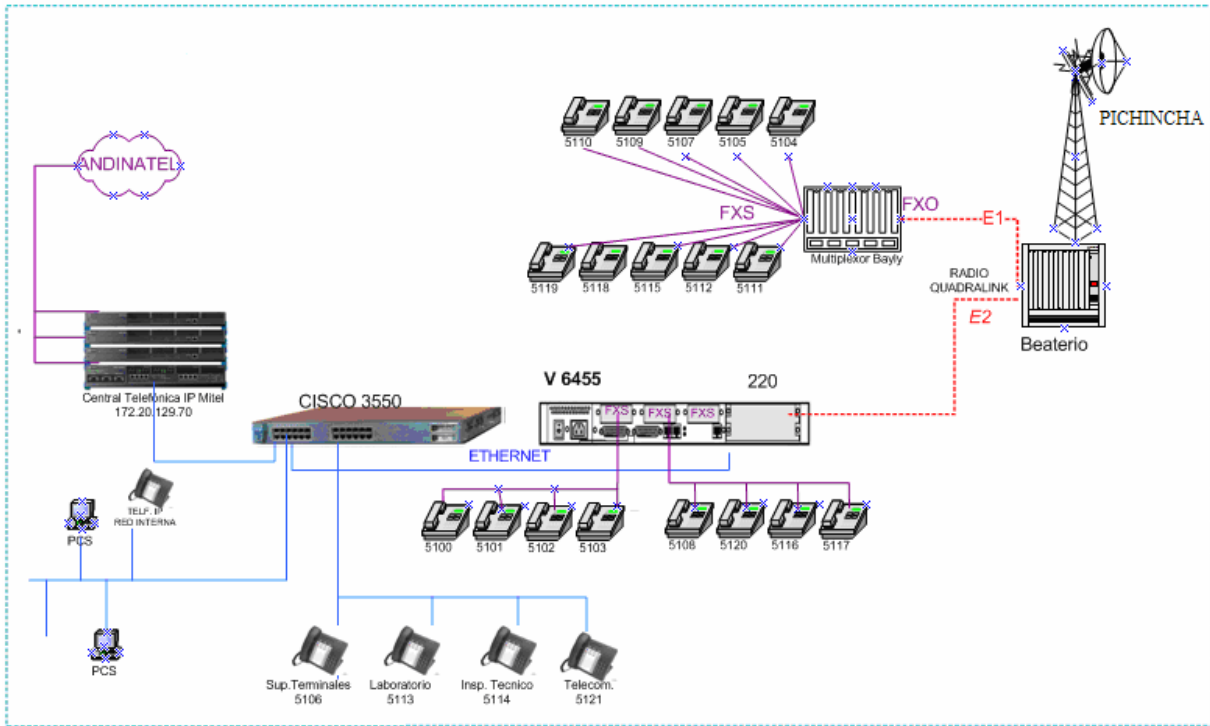 PICHINCHA
5110
5109
5107
5105
5104
ANDINATEL
FXS
FXO
E1
Multiplexor Bayly
5119
5118
5115
5112
5111
RADIO
QUADRALINK
E2
Beaterio
Central Telefónica IP Mitel
172.20.129.70
V 6455
220
CISCO 3550
FXS
FXS
FXS
ETHERNET
TELF. IP
RED INTERNA
PCS
5100
5101
5102
5103
5108
5120
5116
5117
PCS
Sup.Terminales
5106
Laboratorio
5113
Insp. Tecnico
5114
Telecom.
5121